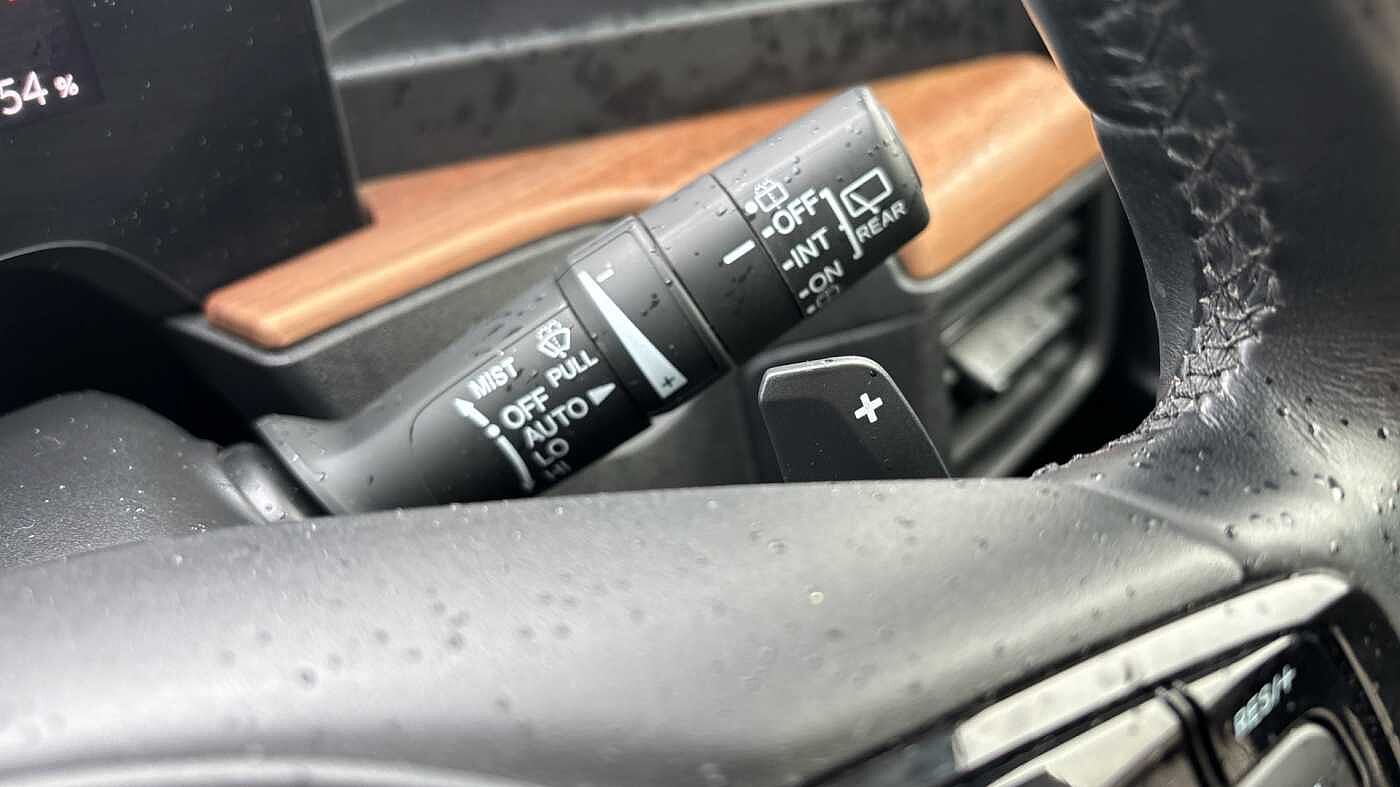 54 %
OFF
INT
ON
REAR
MIST
PULL
OFF
AUTO
LO
HI
RES/+